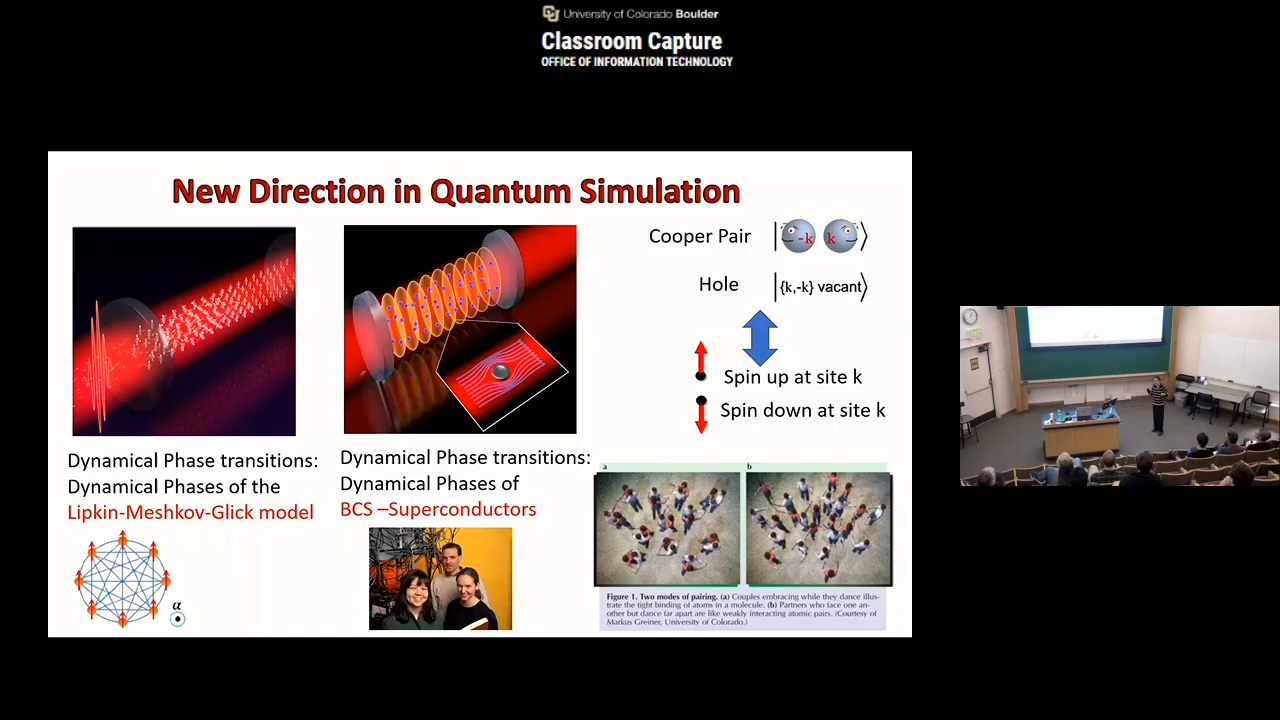 University of Colorado Boulder
Classroom Capture
OFFICE OF INFORMATION TECHNOLOGY
New Direction in Quantum Simulation
Cooper Pair |-k k⟩
Hole |{k,-k} vacant⟩
Spin up at site k
Spin down at site k
Dynamical Phase transitions:
Dynamical Phases of the
Lipkin-Meshkov-Glick model
α
Dynamical Phase transitions:
Dynamical Phases of
BCS –Superconductors
a b
Figure 1. Two modes of pairing. (a) Couples embracing while they dance illus-
trate the tight binding of atoms in a molecule. (b) Partners who face one an-
other but dance far apart are like weakly interacting atomic pairs. (Courtesy of
Markus Greiner, University of Colorado.)